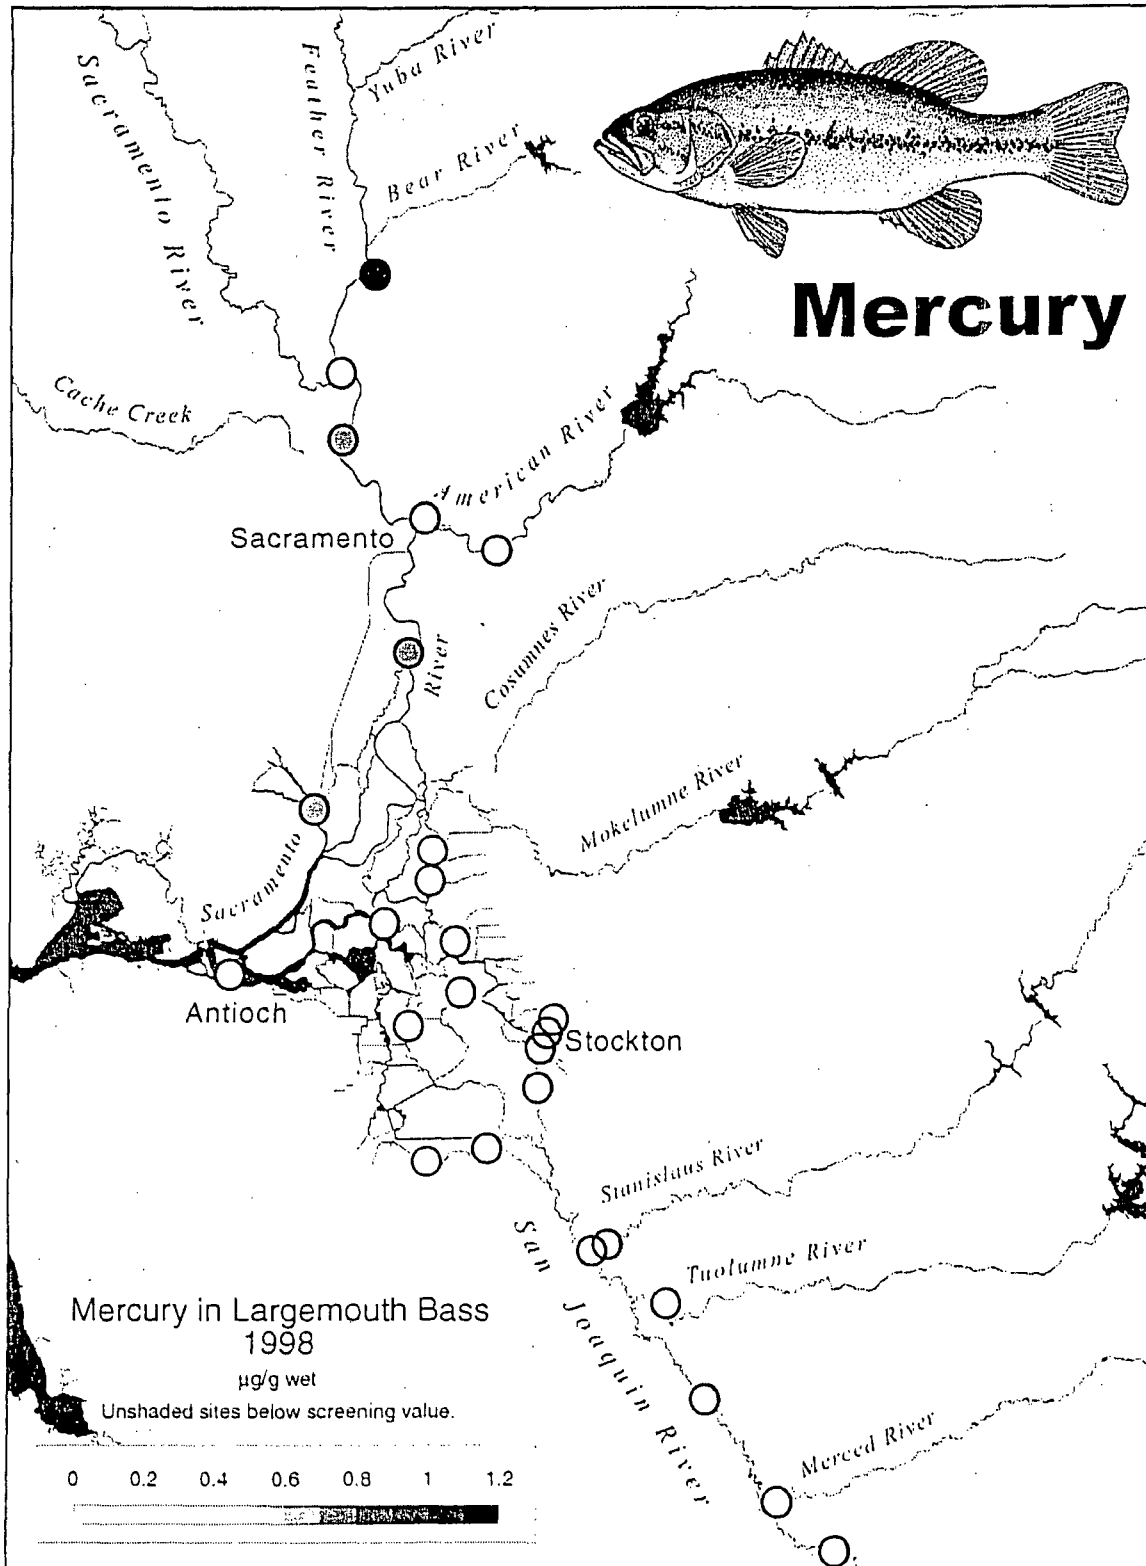 Sacramento River
Feather River
Yuba River
Bear River
Mercury
Cache Creek
American River
Sacramento
River
Cosumnes River
Mokelumne River
Sacramento
Antioch
Stockton
Stanislaus River
San Joaquin River
Tuolumne River
Merced River
Mercury in Largemouth Bass
1998
µg/g wet
Unshaded sites below screening value.
0 0.2 0.4 0.6 0.8 1 1.2